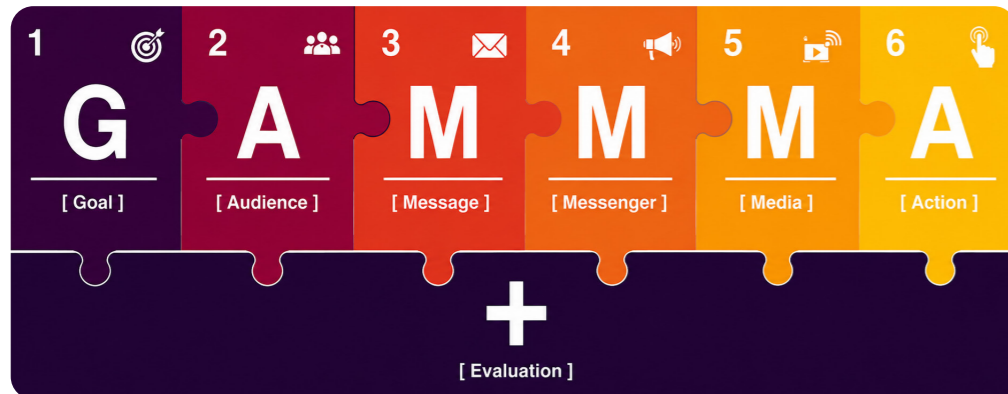 1 2 3 4 5 6
G A M M M A
[ Goal ] [ Audience ] [ Message ] [ Messenger ] [ Media ] [ Action ]
+
[ Evaluation ]